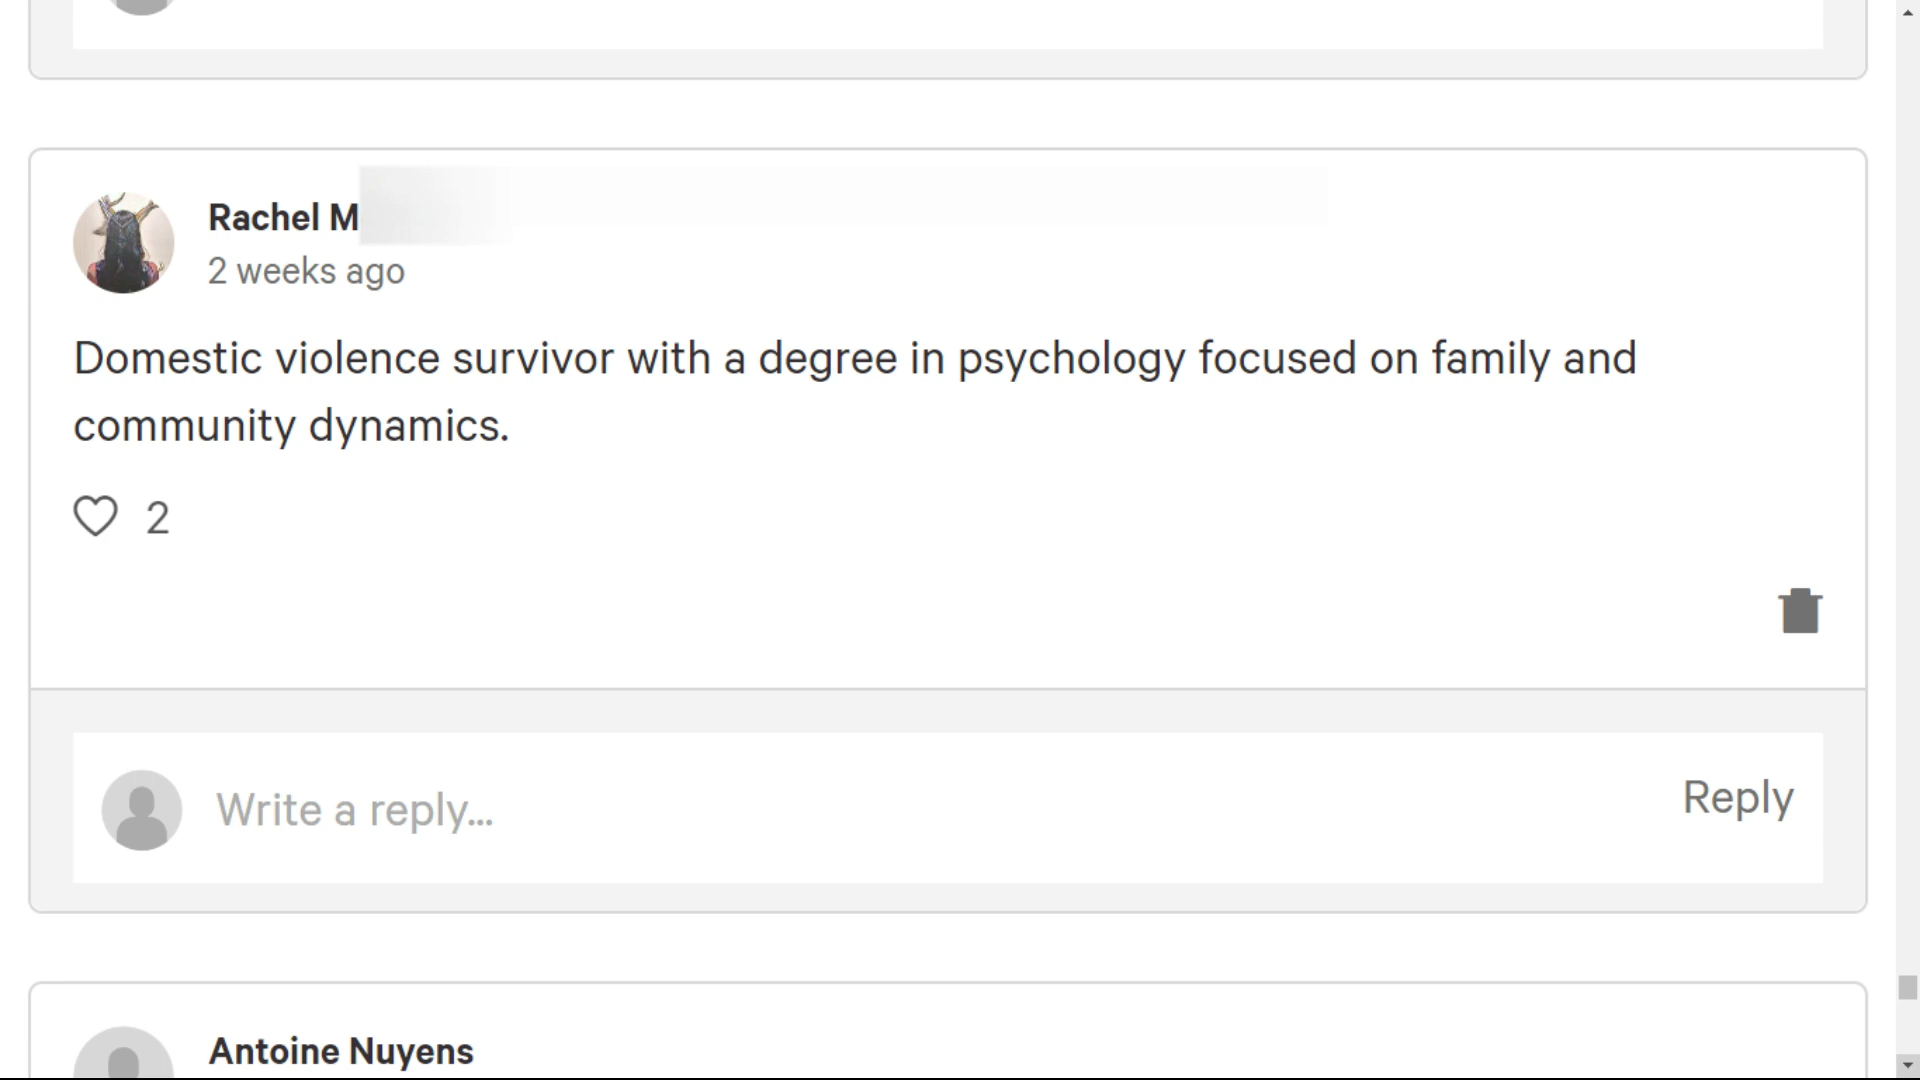 Rachel M
2 weeks ago
Domestic violence survivor with a degree in psychology focused on family and
community dynamics.
2
Write a reply...
Reply
Antoine Nuyens